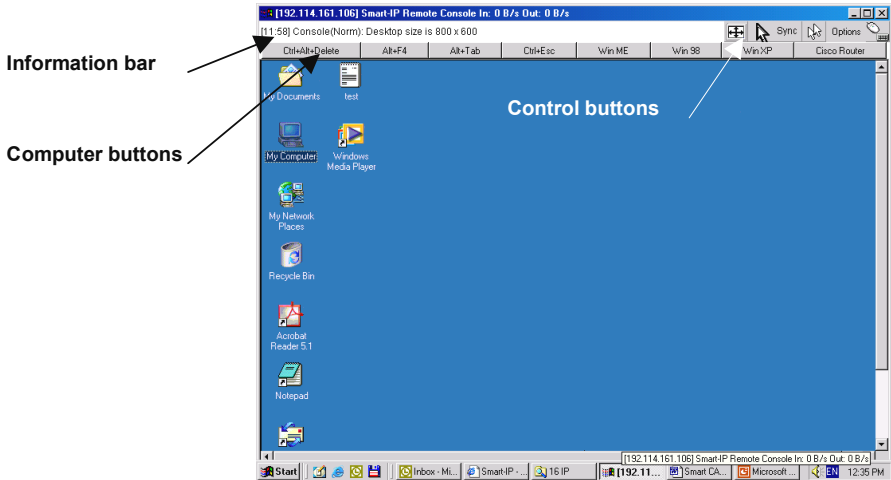 [192.114.161.106] Smart-IP Remote Console In: 0 B/s Out: 0 B/s
[11:58] Console(Norm): Desktop size is 800 x 600
Sync
Options
Ctrl+Alt+Delete
Alt+F4
Alt+Tab
Ctrl+Esc
Win ME
Win 98
Win XP
Cisco Router
Information bar
Computer buttons
Control buttons
My Documents
test
My Computer
Windows
Media Player
My Network
Places
Recycle Bin
Acrobat
Reader 5.1
Notepad
[192.114.161.106] Smart-IP Remote Console In: 0 B/s Out: 0 B/s
Start
Inbox - Mi...
Smart-IP - ...
16 IP
[192.11...
Smart CA...
Microsoft ...
EN
12:35 PM